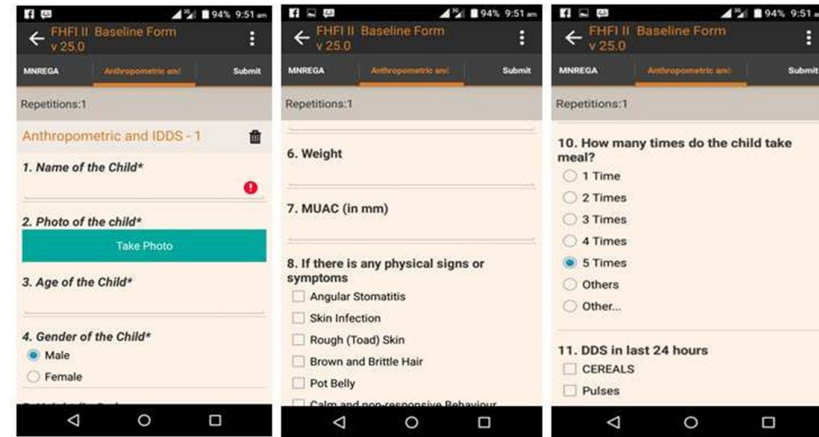 94% 9:51 am
FHFI II Baseline Form
v 25.0
MNREGA Anthropometric and Submit
Repetitions:1
Anthropometric and IDDS - 1
1. Name of the Child*
2. Photo of the child*
Take Photo
3. Age of the Child*
4. Gender of the Child*
Male
Female
94% 9:51 am
FHFI II Baseline Form
v 25.0
MNREGA Anthropometric and Submit
Repetitions:1
6. Weight
7. MUAC (in mm)
8. If there is any physical signs or
symptoms
Angular Stomatitis
Skin Infection
Rough (Toad) Skin
Brown and Brittle Hair
Pot Belly
Calm and non-responsive Behaviour
94% 9:51 am
FHFI II Baseline Form
v 25.0
MNREGA Anthropometric and Submit
Repetitions:1
10. How many times do the child take
meal?
1 Time
2 Times
3 Times
4 Times
5 Times
Others
Other...
11. DDS in last 24 hours
CEREALS
Pulses